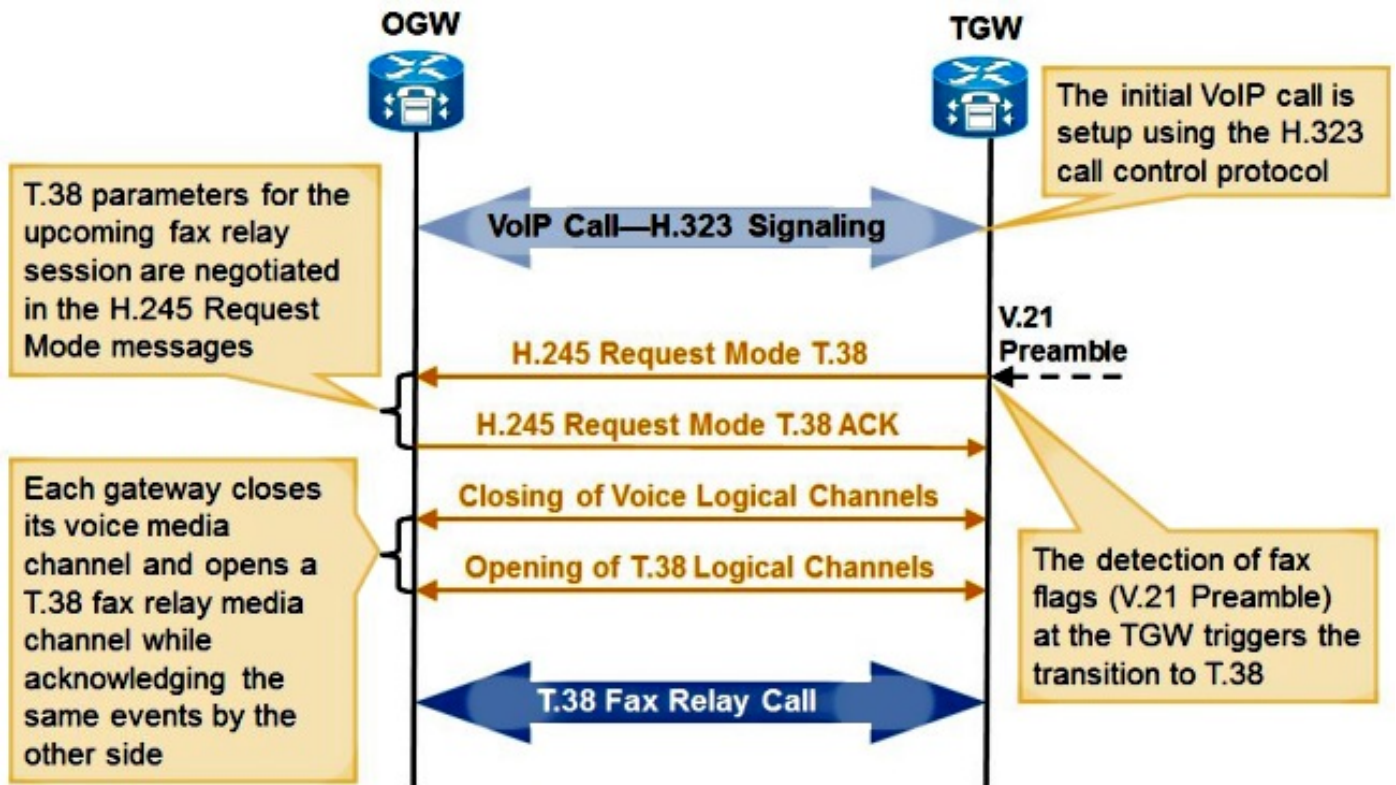 OGW
TGW
The initial VoIP call is
setup using the H.323
call control protocol
T.38 parameters for the
upcoming fax relay
session are negotiated
in the H.245 Request
Mode messages
VoIP Call—H.323 Signaling
V.21
Preamble
H.245 Request Mode T.38
H.245 Request Mode T.38 ACK
Each gateway closes
its voice media
channel and opens a
T.38 fax relay media
channel while
acknowledging the
same events by the
other side
Closing of Voice Logical Channels
Opening of T.38 Logical Channels
The detection of fax
flags (V.21 Preamble)
at the TGW triggers the
transition to T.38
T.38 Fax Relay Call